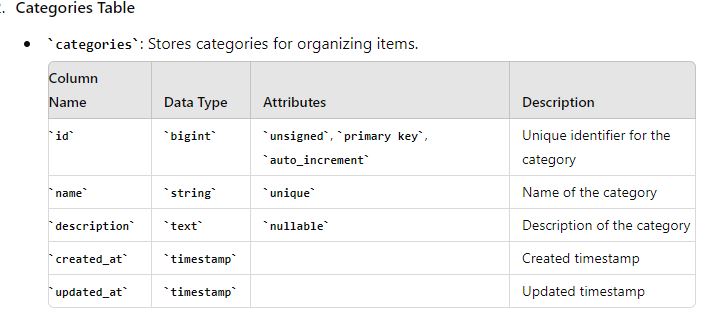 . Categories Table
• `categories`: Stores categories for organizing items.
Column Name Data Type Attributes Description
`id` `bigint` `unsigned`, `primary key`, `auto_increment` Unique identifier for the category
`name` `string` `unique` Name of the category
`description` `text` `nullable` Description of the category
`created_at` `timestamp` Created timestamp
`updated_at` `timestamp` Updated timestamp